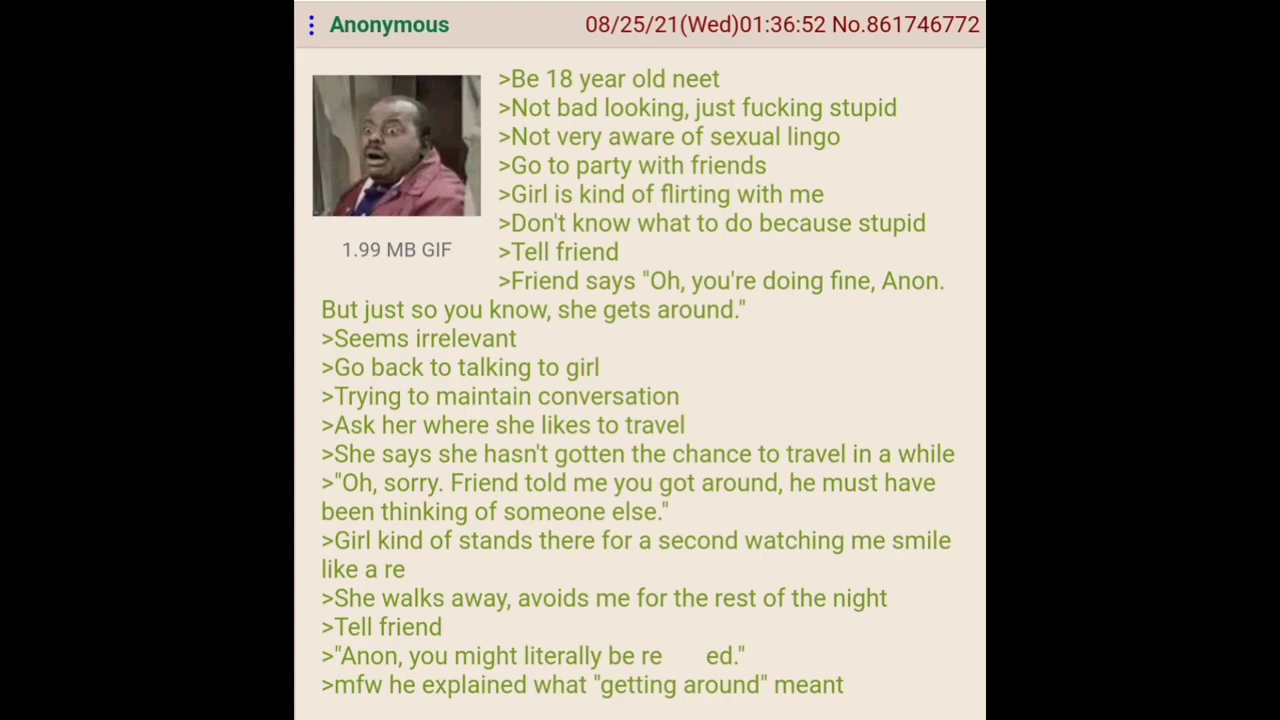 Anonymous 08/25/21(Wed)01:36:52 No.861746772
>Be 18 year old neet
>Not bad looking, just fucking stupid
>Not very aware of sexual lingo
>Go to party with friends
>Girl is kind of flirting with me
>Don't know what to do because stupid
>Tell friend
1.99 MB GIF
>Friend says "Oh, you're doing fine, Anon.
But just so you know, she gets around."
>Seems irrelevant
>Go back to talking to girl
>Trying to maintain conversation
>Ask her where she likes to travel
>She says she hasn't gotten the chance to travel in a while
>"Oh, sorry. Friend told me you got around, he must have
been thinking of someone else."
>Girl kind of stands there for a second watching me smile
like a re
>She walks away, avoids me for the rest of the night
>Tell friend
>"Anon, you might literally be re ed."
>mfw he explained what "getting around" meant